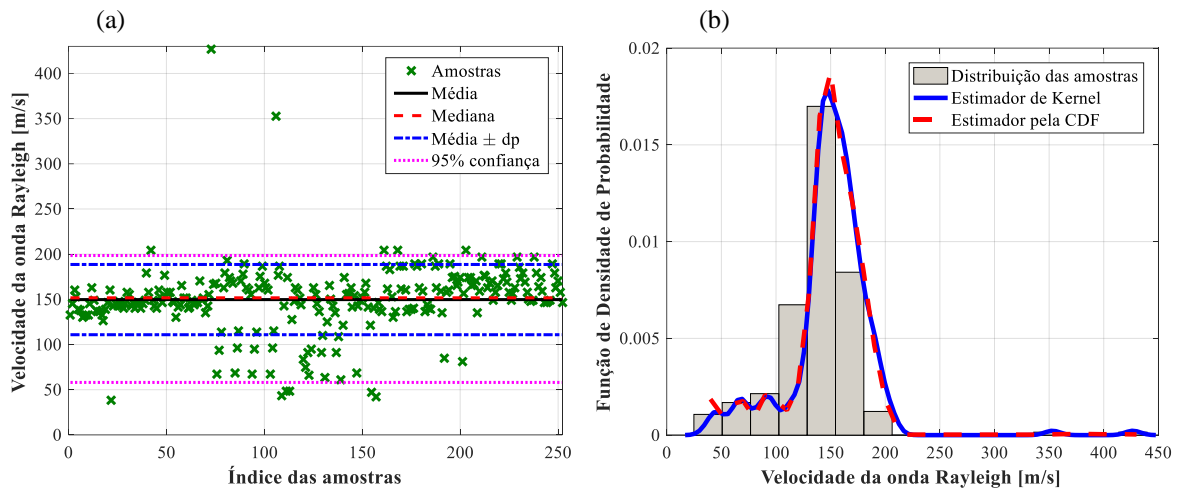 (a)
Velocidade da onda Rayleigh [m/s]
400
350
300
250
200
150
100
50
0
0 50 100 150 200 250
Índice das amostras
Amostras
Média
Mediana
Média ± dp
95% confiança
(b)
Função de Densidade de Probabilidade
0.02
0.015
0.01
0.005
0
0 50 100 150 200 250 300 350 400 450
Velocidade da onda Rayleigh [m/s]
Distribuição das amostras
Estimador de Kernel
Estimador pela CDF